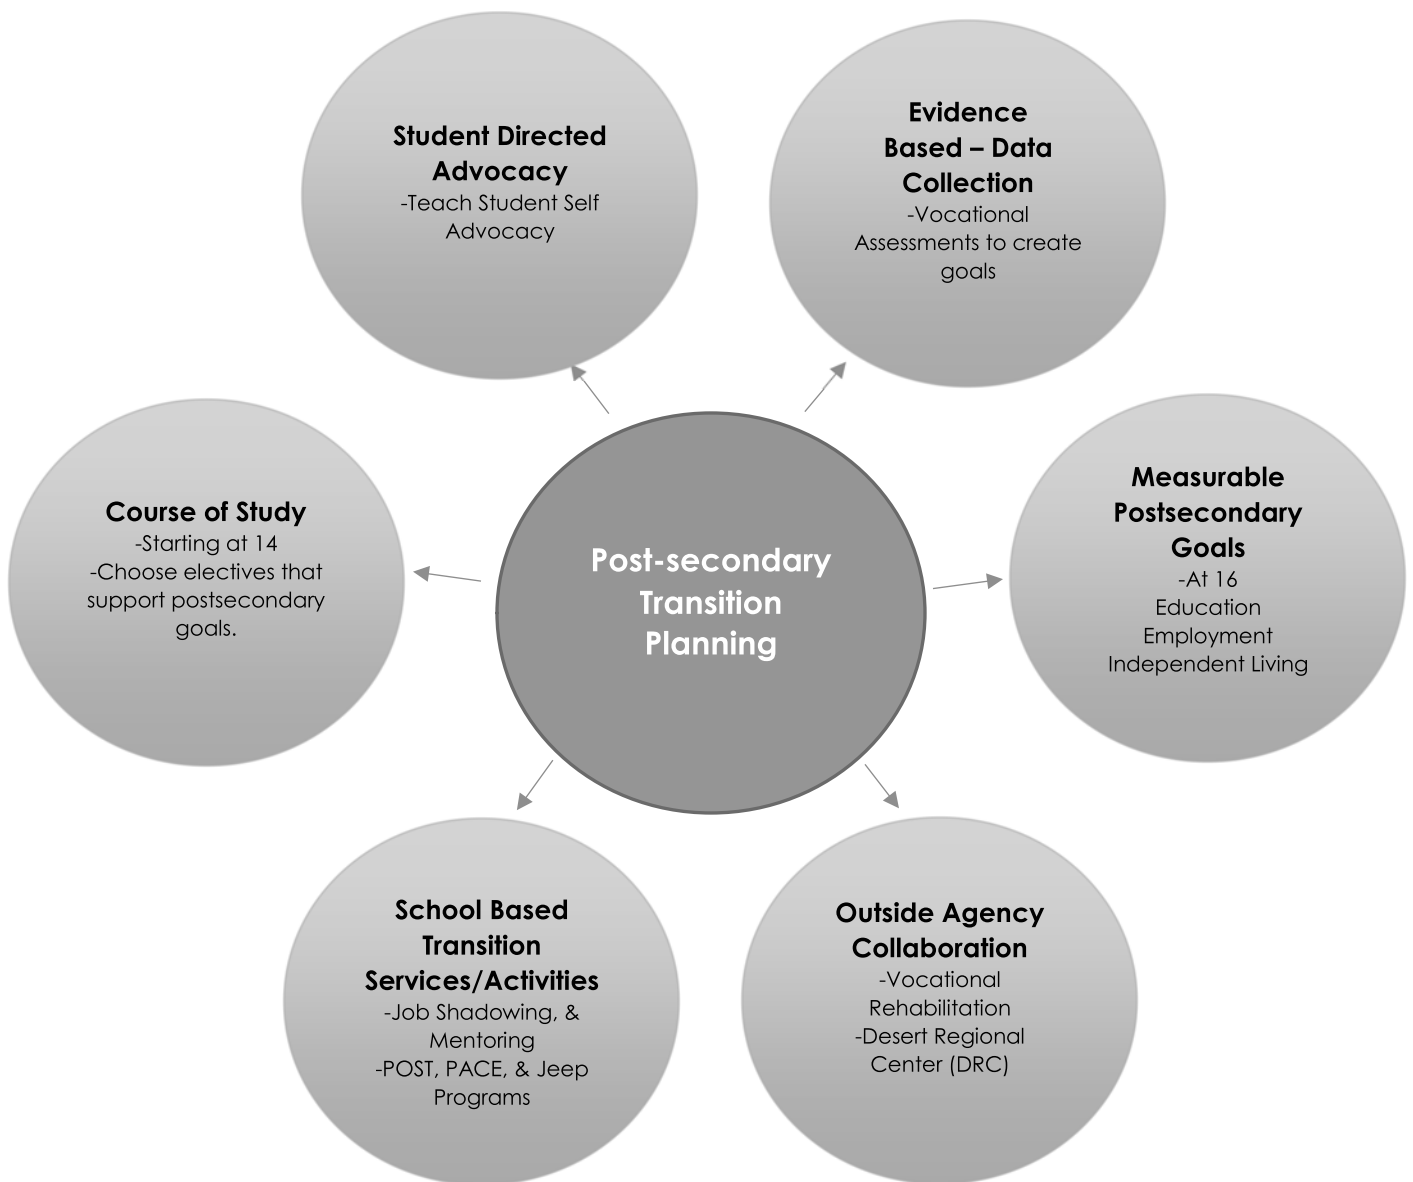 Student Directed
Advocacy
-Teach Student Self
Advocacy
Evidence
Based – Data
Collection
-Vocational
Assessments to create
goals
Course of Study
-Starting at 14
-Choose electives that
support postsecondary
goals.
Post-secondary
Transition
Planning
Measurable
Postsecondary
Goals
-At 16
Education
Employment
Independent Living
School Based
Transition
Services/Activities
-Job Shadowing, &
Mentoring
-POST, PACE, & Jeep
Programs
Outside Agency
Collaboration
-Vocational
Rehabilitation
-Desert Regional
Center (DRC)